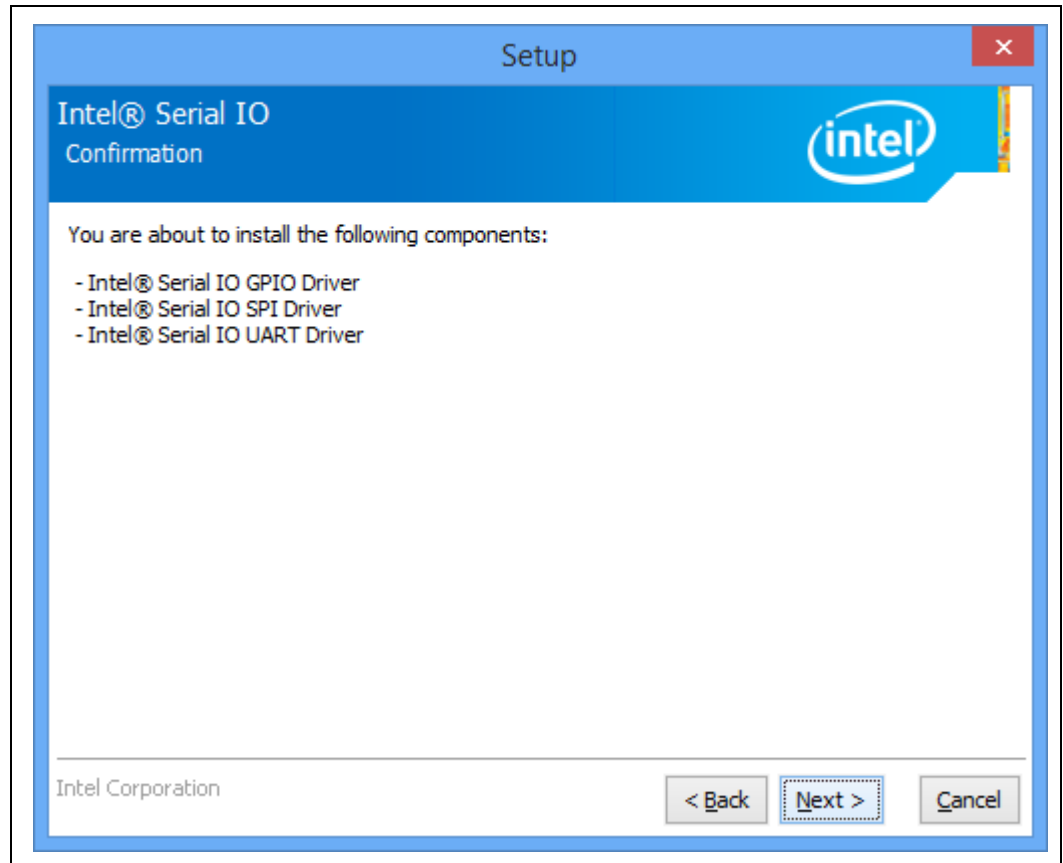 Setup
Intel® Serial IO
Confirmation
intel
You are about to install the following components:
- Intel® Serial IO GPIO Driver
- Intel® Serial IO SPI Driver
- Intel® Serial IO UART Driver
Intel Corporation
< Back Next > Cancel